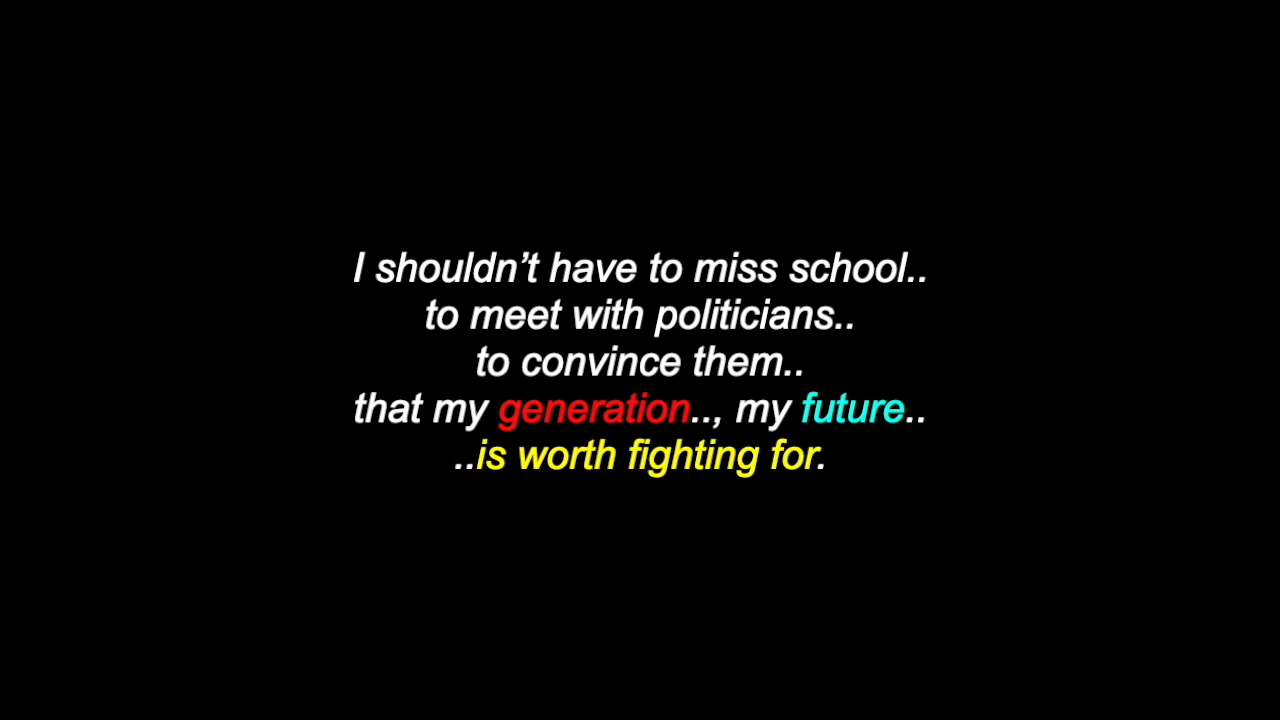 I shouldn’t have to miss school..
to meet with politicians..
to convince them..
that my generation.., my future..
..is worth fighting for.